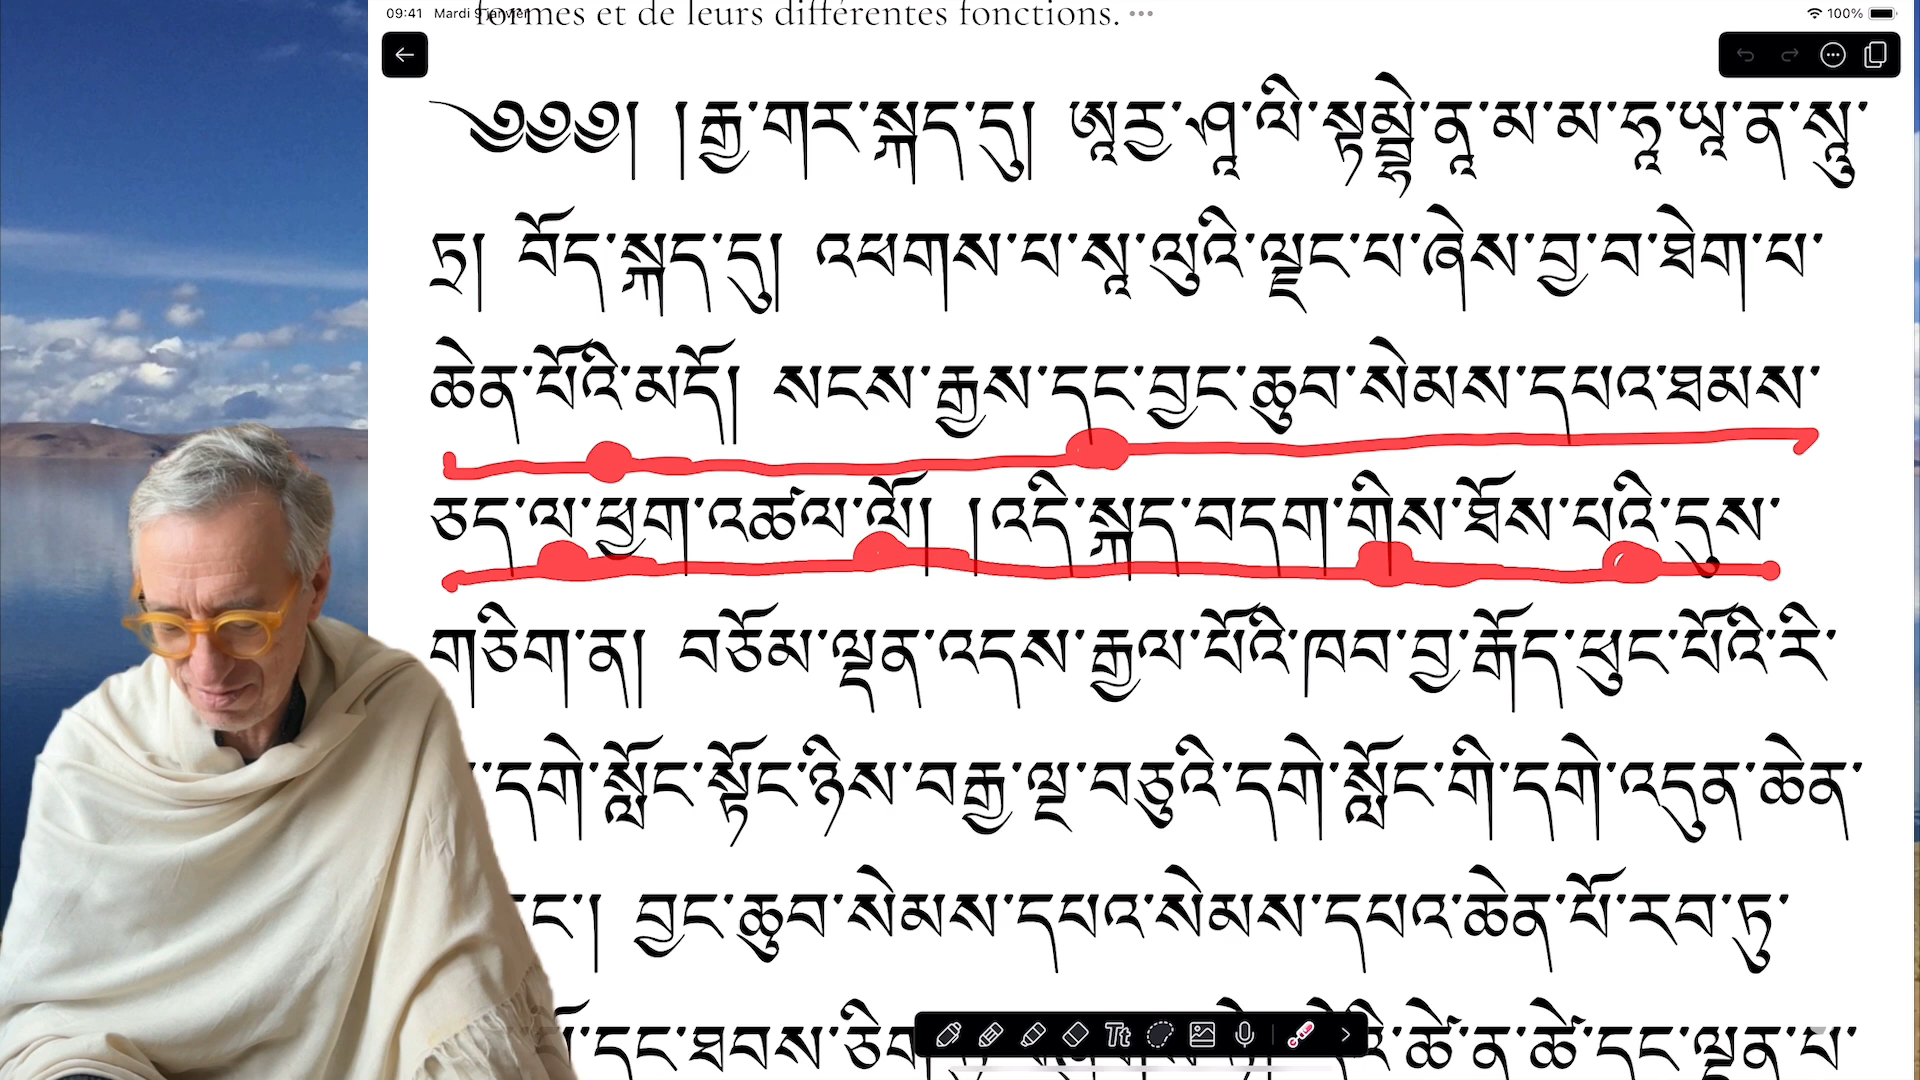 09:41 Mardi 9 janvier
formes et de leurs différentes fonctions.
100%
༄༅༅། །རྒྱ་གར་སྐད་དུ། ཨཱརྱ་ཤཱ་ལི་སྟམྦྷེ་ནཱ་མ་མ་ཧཱ་ཡཱ་ན་སཱུ་
ཏྲ། བོད་སྐད་དུ། འཕགས་པ་སཱ་ལུའི་ལྗང་པ་ཞེས་བྱ་བ་ཐེག་པ་
ཆེན་པོའི་མདོ། སངས་རྒྱས་དང་བྱང་ཆུབ་སེམས་དཔའ་ཐམས་
ཅད་ལ་ཕྱག་འཚལ་ལོ། །འདི་སྐད་བདག་གིས་ཐོས་པའི་དུས་
གཅིག་ན། བཅོམ་ལྡན་འདས་རྒྱལ་པོའི་ཁབ་བྱ་རྒོད་ཕུང་པོའི་རི་
དགེ་སློང་སྟོང་ཉིས་བརྒྱ་ལྔ་བཅུའི་དགེ་སློང་གི་དགེ་འདུན་ཆེན་
བྱང་ཆུབ་སེམས་དཔའ་སེམས་དཔའ་ཆེན་པོ་རབ་ཏུ་
དང་ཐབས་ཚེ་ན་ཚེ་དང་ལྡན་པ་
Tt